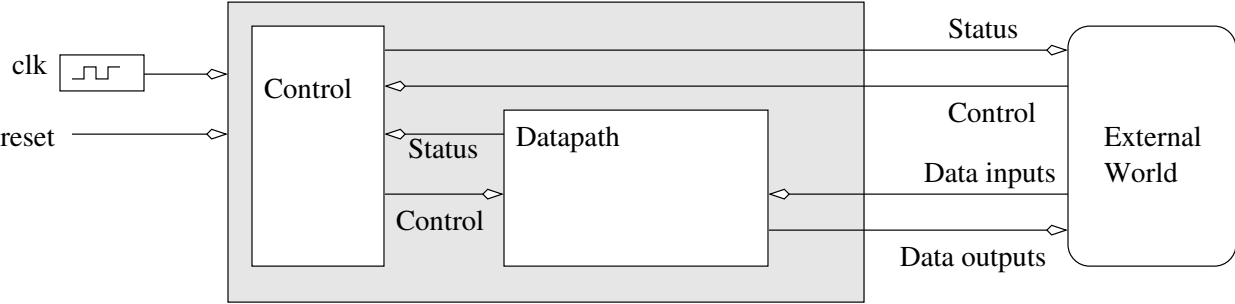 clk
reset
Control
Status
Control
Datapath
Status
Control
Data inputs
Data outputs
External
World